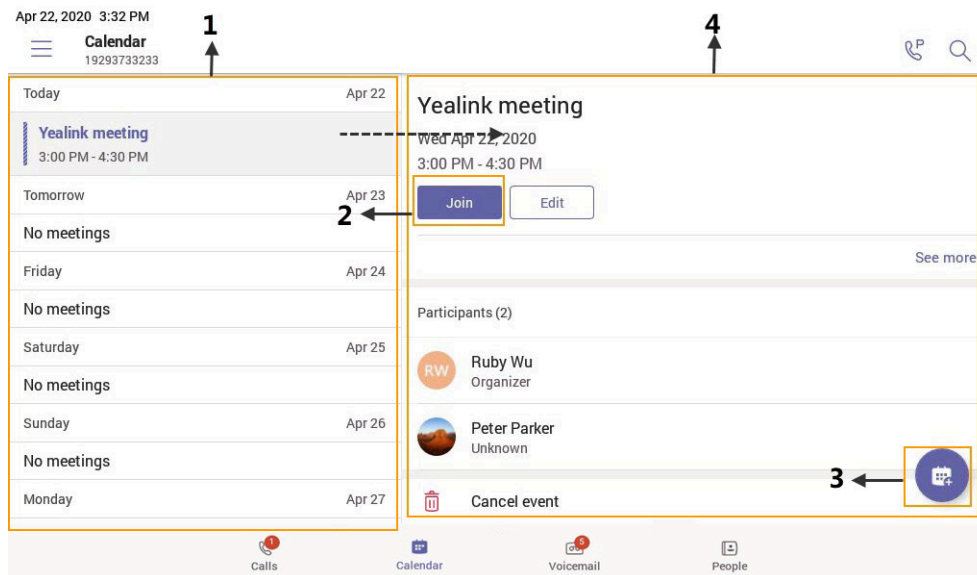 Apr 22, 2020 3:32 PM
1
4
Calendar
19293733233
P
Today Apr 22
Yealink meeting
3:00 PM - 4:30 PM
Tomorrow Apr 23
No meetings
Friday Apr 24
No meetings
Saturday Apr 25
No meetings
Sunday Apr 26
No meetings
Monday Apr 27
Yealink meeting
Wed Apr 22, 2020
3:00 PM - 4:30 PM
2
Join Edit
See more
Participants (2)
RW
Ruby Wu
Organizer
Peter Parker
Unknown
3
Cancel event
1
5
Calls Calendar Voicemail People